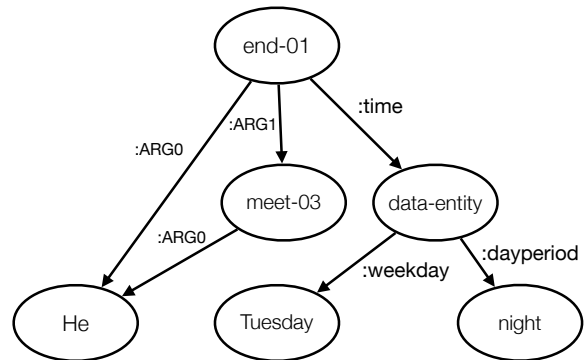 end-01
:time
:ARG1
:ARG0
meet-03
data-entity
:ARG0
:weekday
:dayperiod
He
Tuesday
night